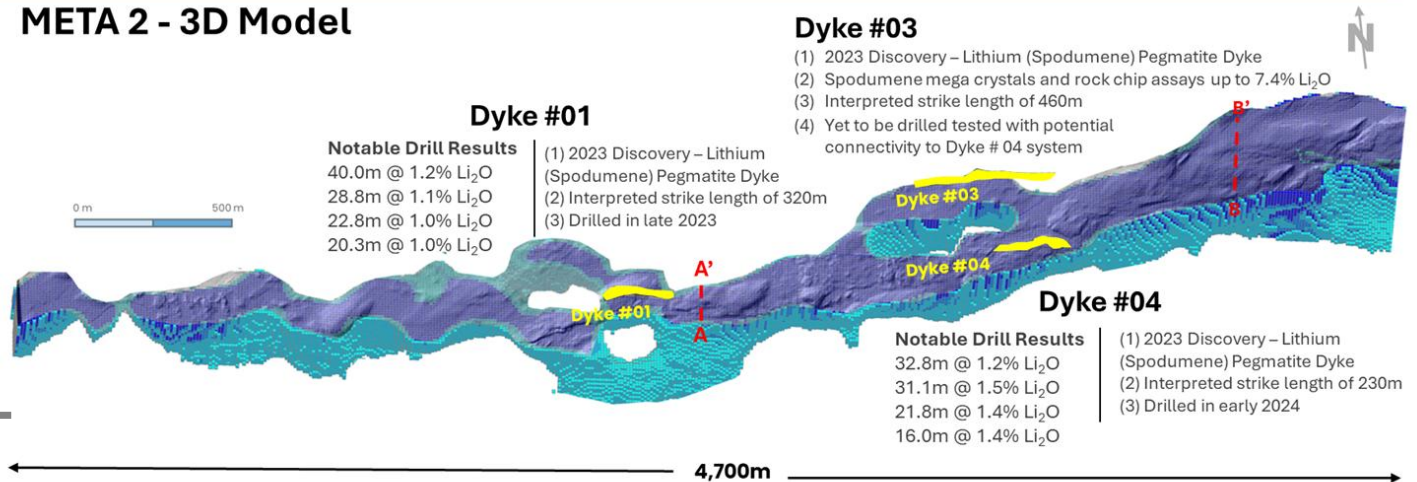 META 2 - 3D Model
N
Dyke #03
(1) 2023 Discovery – Lithium (Spodumene) Pegmatite Dyke
(2) Spodumene mega crystals and rock chip assays up to 7.4% Li₂O
(3) Interpreted strike length of 460m
(4) Yet to be drilled tested with potential
connectivity to Dyke # 04 system
Dyke #01
Notable Drill Results
40.0m @ 1.2% Li₂O
28.8m @ 1.1% Li₂O
22.8m @ 1.0% Li₂O
20.3m @ 1.0% Li₂O
(1) 2023 Discovery – Lithium
(Spodumene) Pegmatite Dyke
(2) Interpreted strike length of 320m
(3) Drilled in late 2023
0 m 500 m
B'
Dyke #03
B
Dyke #04
A'
Dyke #01
A
Dyke #04
Notable Drill Results
32.8m @ 1.2% Li₂O
31.1m @ 1.5% Li₂O
21.8m @ 1.4% Li₂O
16.0m @ 1.4% Li₂O
(1) 2023 Discovery – Lithium
(Spodumene) Pegmatite Dyke
(2) Interpreted strike length of 230m
(3) Drilled in early 2024
4,700m